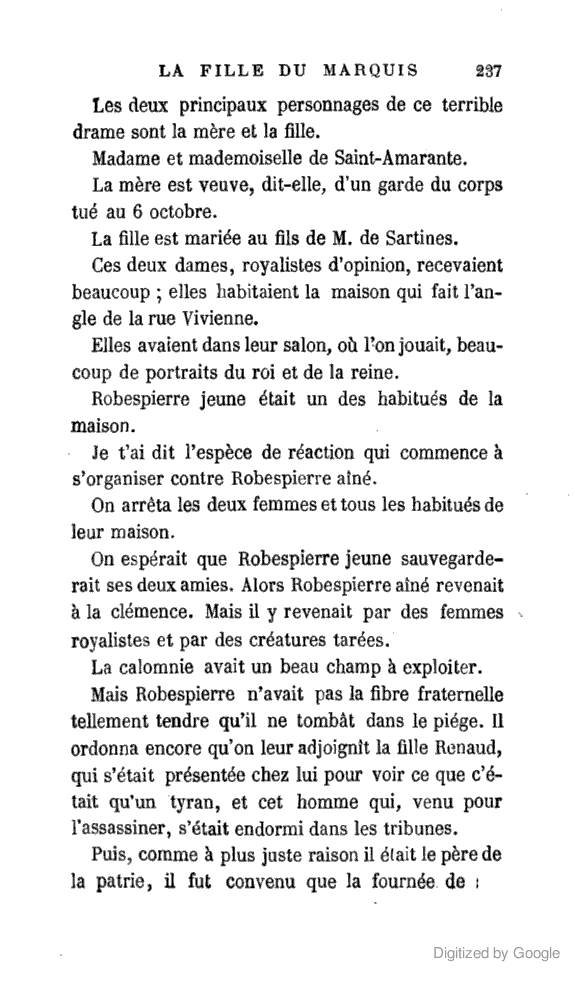 LA FILLE DU MARQUIS 237
Les deux principaux personnages de ce terrible
drame sont la mère et la fille.
Madame et mademoiselle de Saint-Amarante.
La mère est veuve, dit-elle, d'un garde du corps
tué au 6 octobre.
La fille est mariée au fils de M. de Sartines.
Ces deux dames, royalistes d'opinion, recevaient
beaucoup ; elles habitaient la maison qui fait l'an-
gle de la rue Vivienne.
Elles avaient dans leur salon, où l'on jouait, beau-
coup de portraits du roi et de la reine.
Robespierre jeune était un des habitués de la
maison.
Je t'ai dit l'espèce de réaction qui commence à
s'organiser contre Robespierre aîné.
On arrêta les deux femmes et tous les habitués de
leur maison.
On espérait que Robespierre jeune sauvegarde-
rait ses deux amies. Alors Robespierre aîné revenait
à la clémence. Mais il y revenait par des femmes
royalistes et par des créatures tarées.
La calomnie avait un beau champ à exploiter.
Mais Robespierre n'avait pas la fibre fraternelle
tellement tendre qu'il ne tombât dans le piége. Il
ordonna encore qu'on leur adjoignît la fille Renaud,
qui s'était présentée chez lui pour voir ce que c'é-
tait qu'un tyran, et cet homme qui, venu pour
l'assassiner, s'était endormi dans les tribunes.
Puis, comme à plus juste raison il était le père de
la patrie, il fut convenu que la fournée de
Digitized by Google